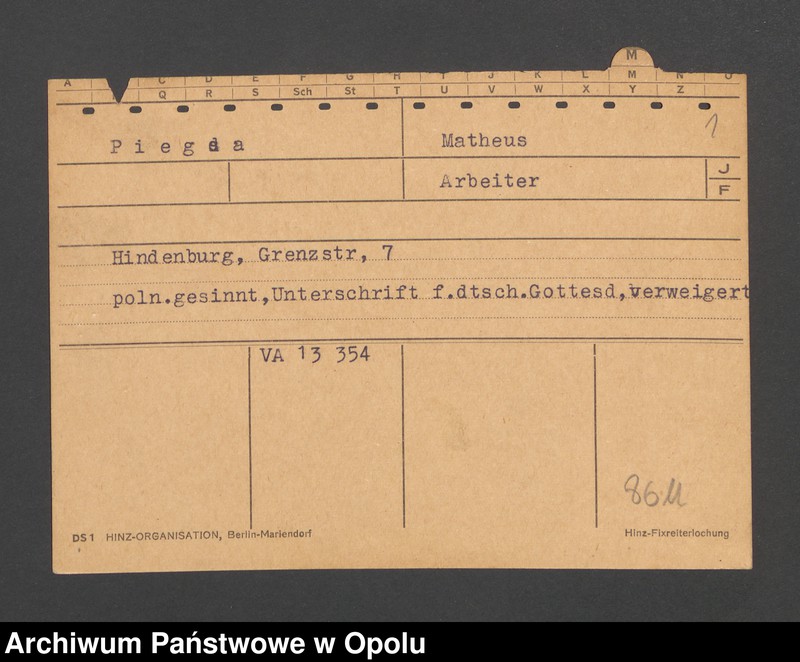 M
A C D E F G H I J K L M N O
Q R S Sch St T U V W X Y Z
1
Piegda Matheus
Arbeiter J
F
Hindenburg, Grenzstr, 7
poln.gesinnt,Unterschrift f.dtsch.Gottesd,verweigert
VA 13 354
86 M
DS1 HINZ-ORGANISATION, Berlin-Mariendorf Hinz-Fixreiterlochung
Archiwum Państwowe w Opolu